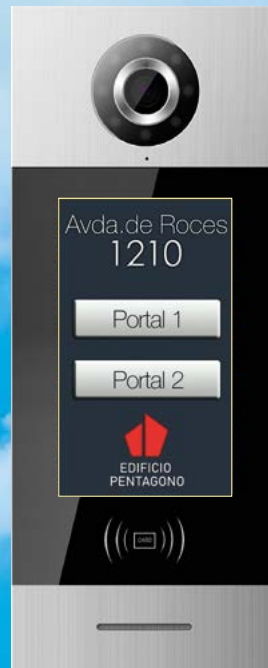 Avda.de Roces
1210
Portal 1
Portal 2
EDIFICIO
PENTAGONO
CARD